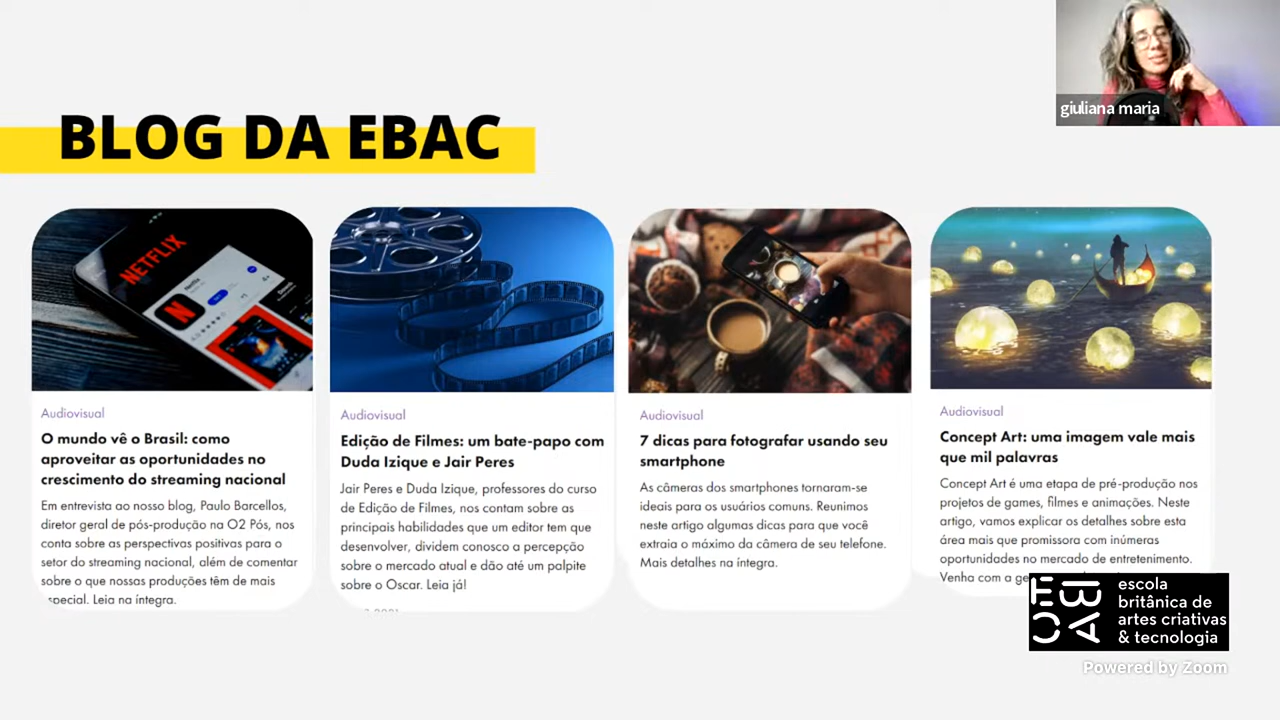 giuliana maria
BLOG DA EBAC
NETFLIX
Netflix
Audiovisual
O mundo vê o Brasil: como
aproveitar as oportunidades no
crescimento do streaming nacional
Em entrevista ao nosso blog, Paulo Barcellos,
diretor geral de pós-produção na O2 Pós, nos
conta sobre as perspectivas positivas para o
setor do streaming nacional, além de comentar
sobre o que nossas produções têm de mais
especial. Leia na íntegra.
Audiovisual
Edição de Filmes: um bate-papo com
Duda Izique e Jair Peres
Jair Peres e Duda Izique, professores do curso
de Edição de Filmes, nos contam sobre as
principais habilidades que um editor tem que
desenvolver, dividem conosco a percepção
sobre o mercado atual e dão até um palpite
sobre o Oscar. Leia já!
2021
Audiovisual
7 dicas para fotografar usando seu
smartphone
As câmeras dos smartphones tornaram-se
ideais para os usuários comuns. Reunimos
neste artigo algumas dicas para que você
extraia o máximo da câmera de seu telefone.
Mais detalhes na íntegra.
Audiovisual
Concept Art: uma imagem vale mais
que mil palavras
Concept Art é uma etapa de pré-produção nos
projetos de games, filmes e animações. Neste
artigo, vamos explicar os detalhes sobre esta
área mais que promissora com inúmeras
oportunidades no mercado de entretenimento.
Venha com a
EBAC
escola
britânica de
artes criativas
& tecnologia
Powered by Zoom